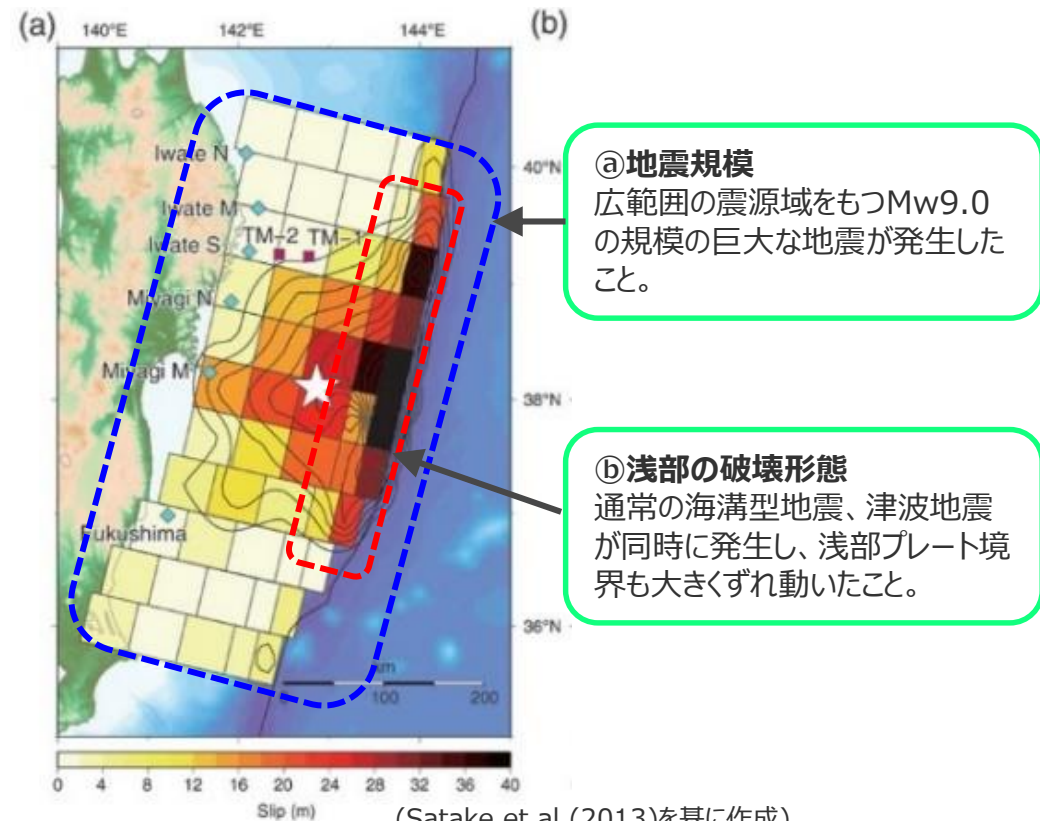 (a)
140°E
142°E
144°E
(b)
Iwate N
40°N
Iwate M
Iwate S
TM-2 TM-1
Miyagi N
Miyagi M
38°N
Fukushima
36°N
km
0 100 200
0 4 8 12 16 20 24 28 32 36 40
Slip (m)
ⓐ地震規模
広範囲の震源域をもつMw9.0
の規模の巨大な地震が発生した
こと。
ⓑ浅部の破壊形態
通常の海溝型地震、津波地震
が同時に発生し、浅部プレート境
界も大きくずれ動いたこと。
(Satake et al.(2013)を基に作成)